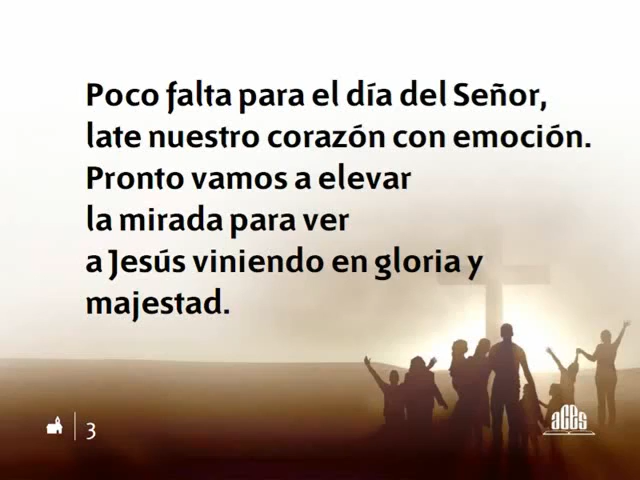 Poco falta para el día del Señor,
late nuestro corazón con emoción.
Pronto vamos a elevar
la mirada para ver
a Jesús viniendo en gloria y
majestad.
3
aces